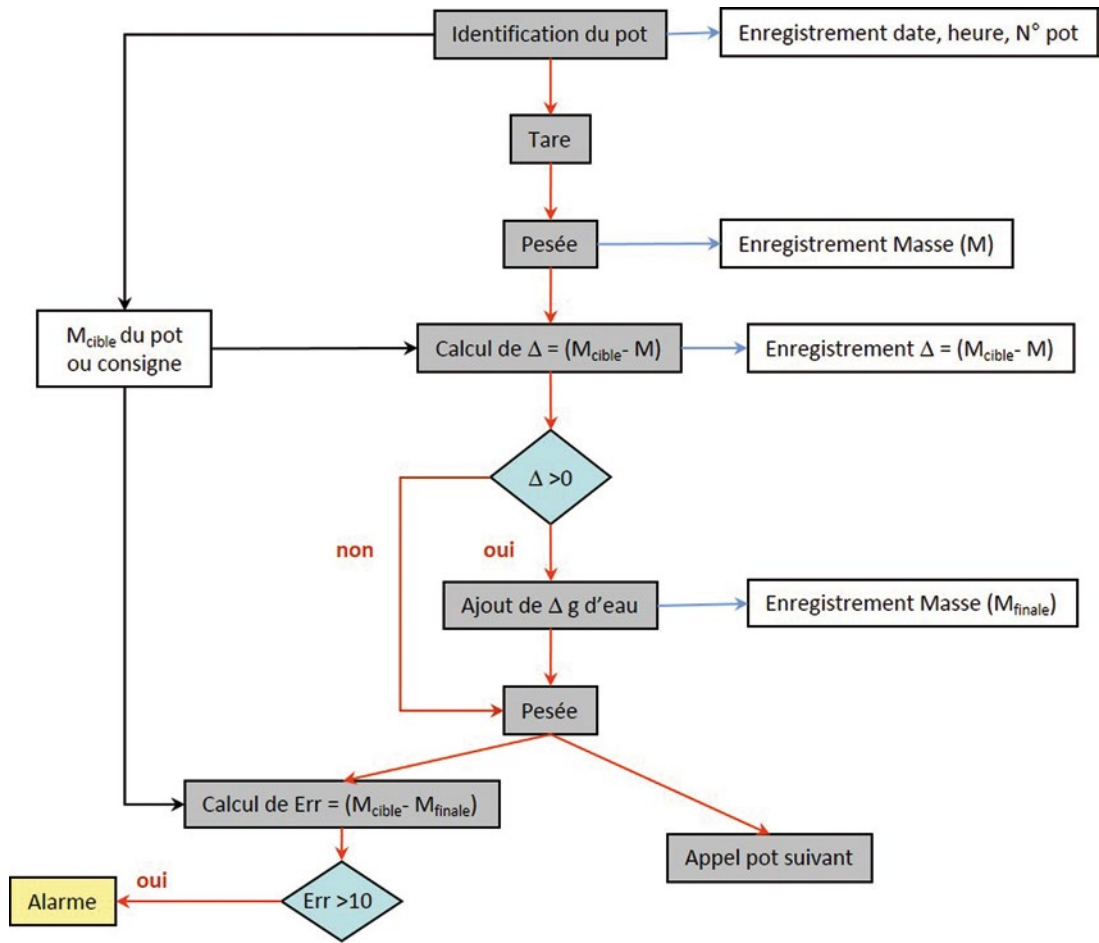 Identification du pot
Enregistrement date, heure, N° pot
Tare
Pesée
Enregistrement Masse (M)
Mcible du pot
ou consigne
Calcul de Δ = (Mcible- M)
Enregistrement Δ = (Mcible- M)
Δ >0
non
oui
Ajout de Δ g d’eau
Enregistrement Masse (Mfinale)
Pesée
Calcul de Err = (Mcible- Mfinale)
Appel pot suivant
oui
Alarme
Err >10